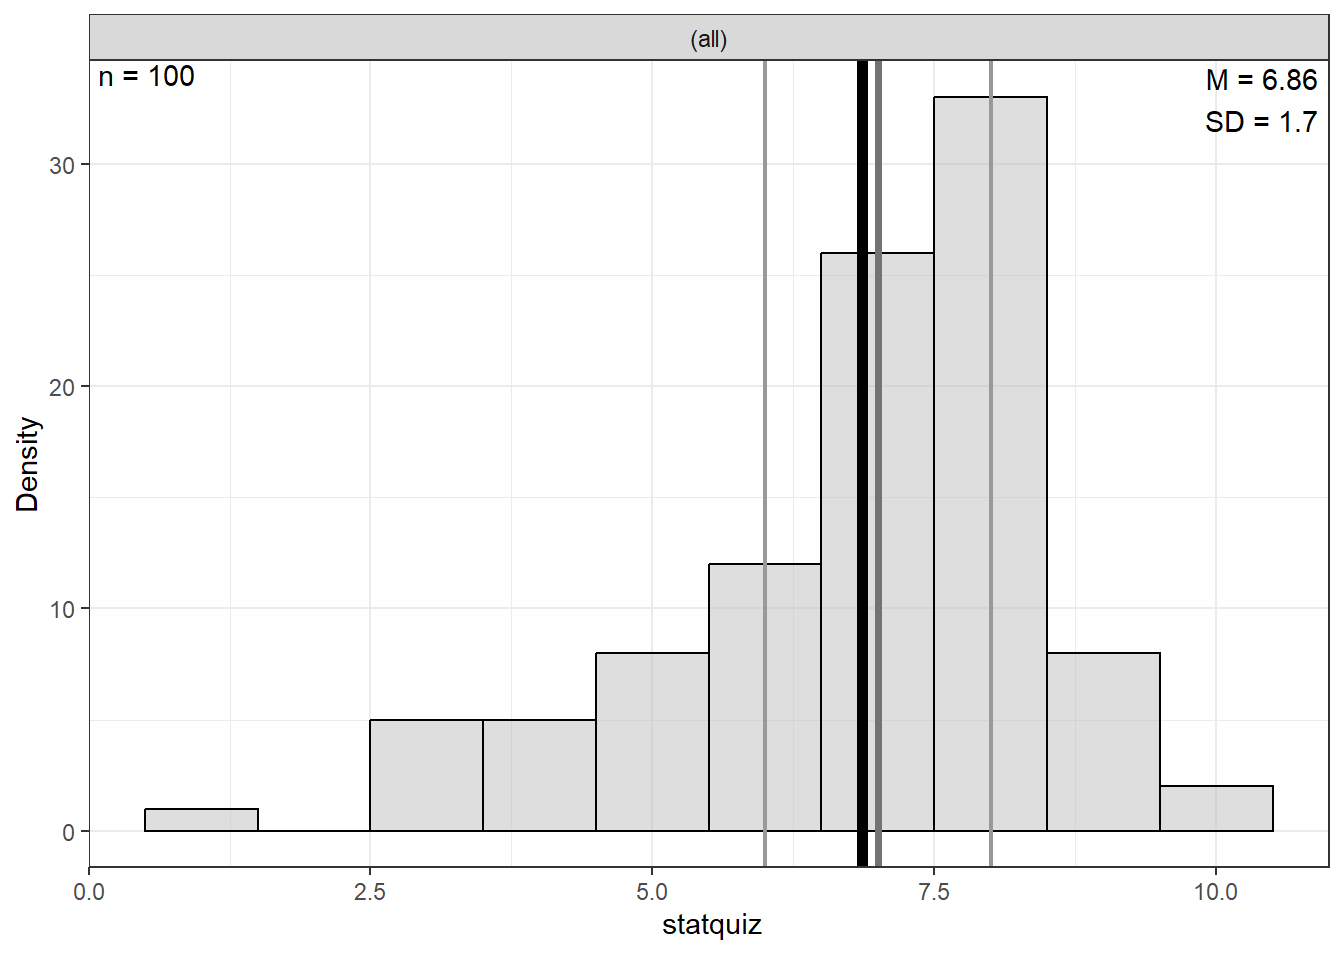 (all)
n = 100
M = 6.86
SD = 1.7
30
20
10
0
Density
0.0
2.5
5.0
7.5
10.0
statquiz